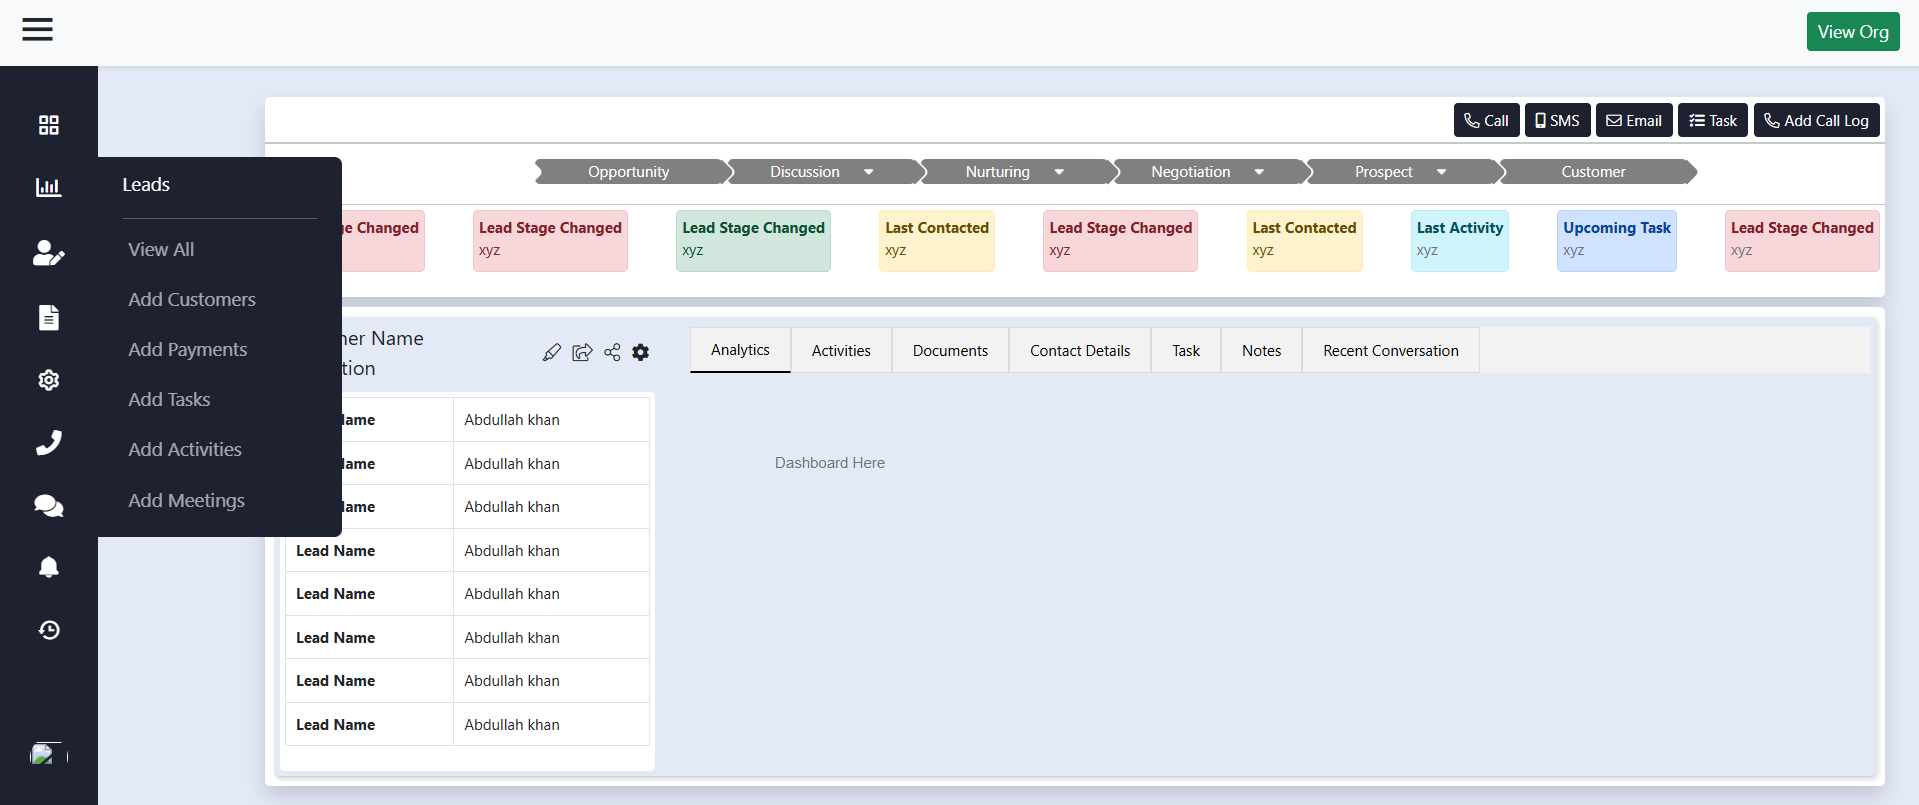 View Org
Call
SMS
Email
Task
Add Call Log
Leads
View All
Add Customers
Add Payments
Add Tasks
Add Activities
Add Meetings
Opportunity
Discussion
Nurturing
Negotiation
Prospect
Customer
ge Changed
Lead Stage Changed
xyz
Lead Stage Changed
xyz
Last Contacted
xyz
Lead Stage Changed
xyz
Last Contacted
xyz
Last Activity
xyz
Upcoming Task
xyz
Lead Stage Changed
xyz
ner Name
tion
Analytics
Activities
Documents
Contact Details
Task
Notes
Recent Conversation
ame Abdullah khan
ame Abdullah khan
ame Abdullah khan
Lead Name Abdullah khan
Lead Name Abdullah khan
Lead Name Abdullah khan
Lead Name Abdullah khan
Lead Name Abdullah khan
Dashboard Here